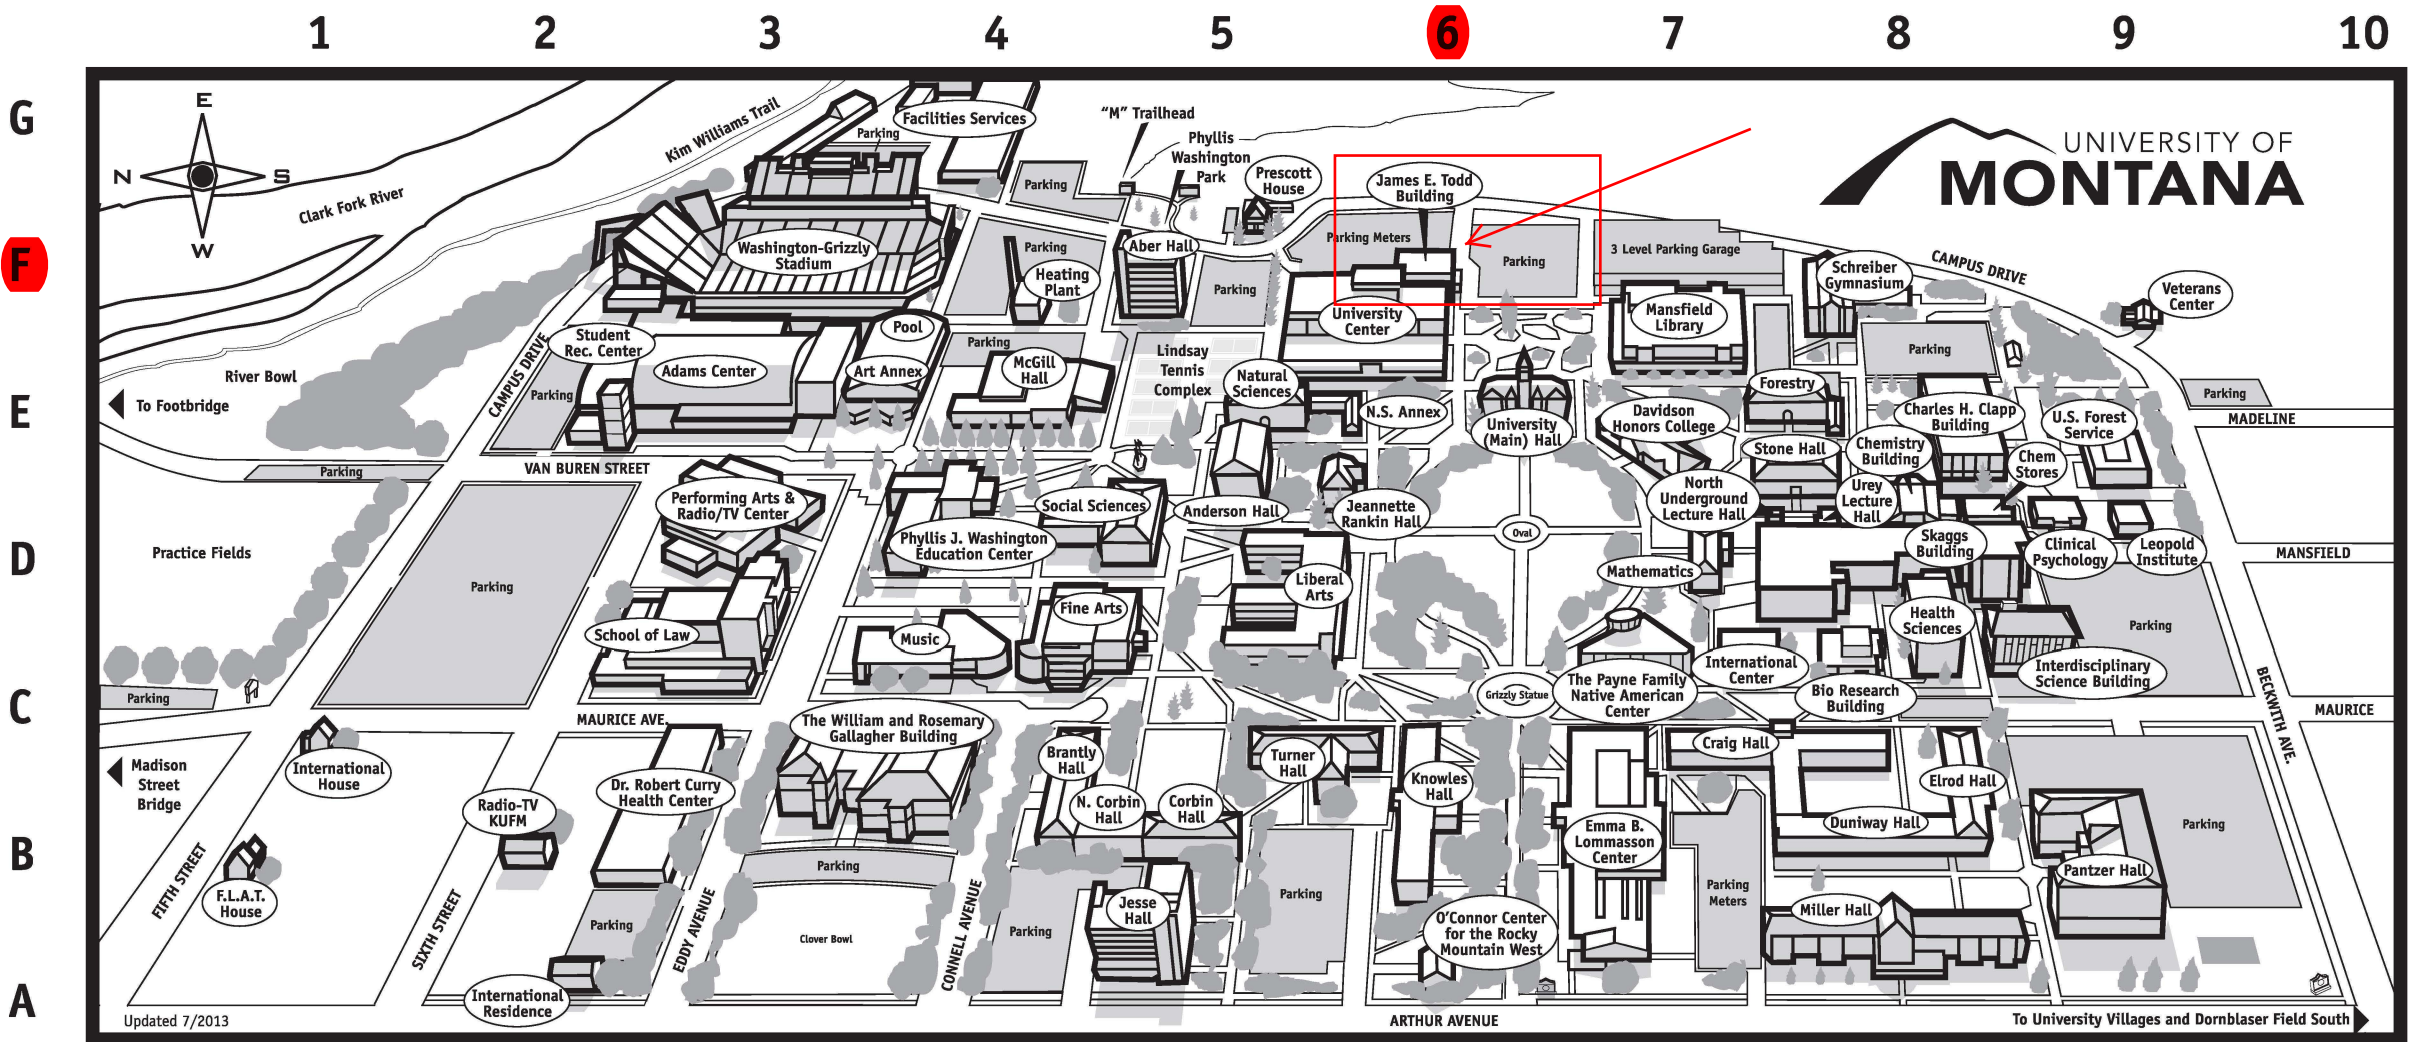 1 2 3 4 5 6 7 8 9 10
G
F
E
D
C
B
A
E
N S
W
Kim Williams Trail
Clark Fork River
Parking
Facilities Services
"M" Trailhead
Phyllis
Washington
Park
Prescott
House
James E. Todd
Building
UNIVERSITY OF
MONTANA
Parking
Washington-Grizzly
Stadium
Parking
Heating
Plant
Aber Hall
Parking
Parking Meters
Parking
3 Level Parking Garage
Schreiber
Gymnasium
CAMPUS DRIVE
Veterans
Center
Student
Rec. Center
Pool
Adams Center
Art Annex
Parking
McGill
Hall
Lindsay
Tennis
Complex
University
Center
Mansfield
Library
Parking
River Bowl
To Footbridge
CAMPUS DRIVE
Parking
Natural
Sciences
N.S. Annex
University
(Main) Hall
Davidson
Honors College
Forestry
Charles H. Clapp
Building
U.S. Forest
Service
Parking
MADELINE
Parking
VAN BUREN STREET
Stone Hall
Chemistry
Building
Chem
Stores
Performing Arts &
Radio/TV Center
Social Sciences
Anderson Hall
Jeannette
Rankin Hall
North
Underground
Lecture Hall
Urey
Lecture
Hall
Phyllis J. Washington
Education Center
Oval
Skaggs
Building
Clinical
Psychology
Leopold
Institute
MANSFIELD
Practice Fields
Parking
Liberal
Arts
Mathematics
School of Law
Music
Fine Arts
Health
Sciences
Parking
Parking
Grizzly Statue
The Payne Family
Native American
Center
International
Center
Bio Research
Building
Interdisciplinary
Science Building
BECKWITH AVE.
MAURICE
MAURICE AVE.
The William and Rosemary
Gallagher Building
Madison
Street
Bridge
International
House
Radio-TV
KUFM
Dr. Robert Curry
Health Center
Brantly
Hall
N. Corbin
Hall
Corbin
Hall
Turner
Hall
Knowles
Hall
Craig Hall
Elrod Hall
Duniway Hall
Emma B.
Lommasson
Center
Parking
Pantzer Hall
FIFTH STREET
F.L.A.T.
House
SIXTH STREET
Parking
EDDY AVENUE
Parking
Clover Bowl
CONNELL AVENUE
Parking
Jesse
Hall
Parking
O'Connor Center
for the Rocky
Mountain West
Parking
Meters
Miller Hall
International
Residence
Updated 7/2013
ARTHUR AVENUE
To University Villages and Dornblaser Field South